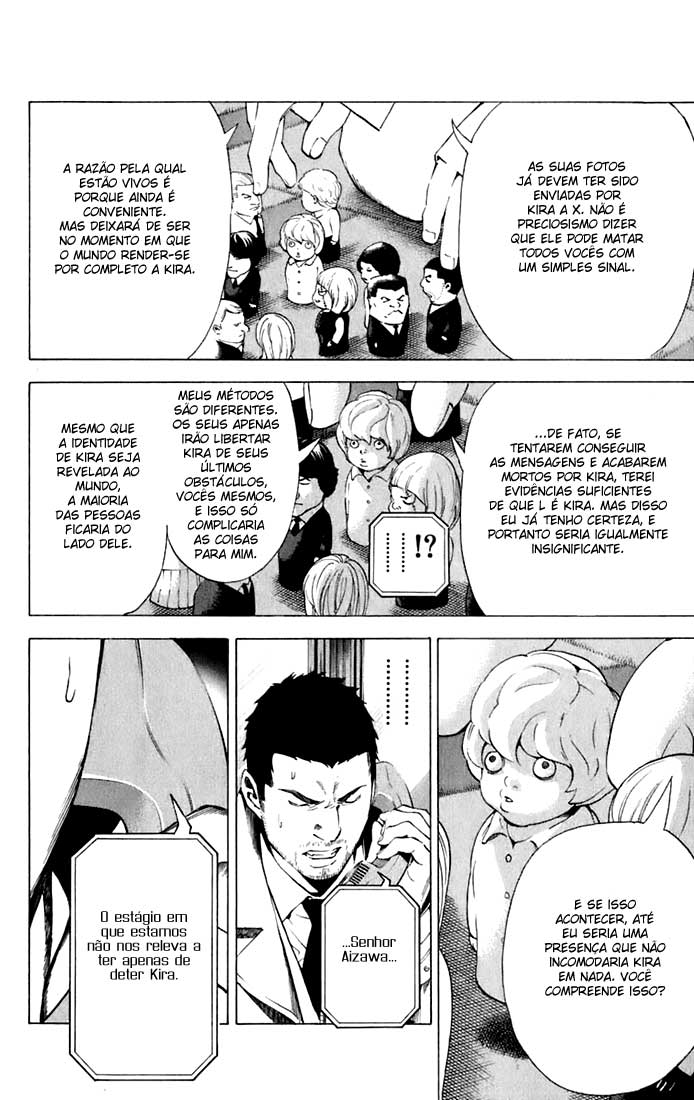 AS SUAS FOTOS
JÁ DEVEM TER SIDO
ENVIADAS POR
KIRA A X. NÃO É
PRECIOSISMO DIZER
QUE ELE PODE MATAR
TODOS VOCÊS COM
UM SIMPLES SINAL.
A RAZÃO PELA QUAL
ESTÃO VIVOS É
PORQUE AINDA É
CONVENIENTE.
MAS DEIXARÁ DE SER
NO MOMENTO EM QUE
O MUNDO RENDER-SE
POR COMPLETO A KIRA.
...DE FATO, SE
TENTAREM CONSEGUIR
AS MENSAGENS E ACABAREM
MORTOS POR KIRA, TEREI
EVIDÊNCIAS SUFICIENTES
DE QUE L É KIRA. MAS DISSO
EU JÁ TENHO CERTEZA, E
PORTANTO SERIA IGUALMENTE
INSIGNIFICANTE.
......!?
MEUS MÉTODOS
SÃO DIFERENTES.
OS SEUS APENAS
IRÃO LIBERTAR
KIRA DE SEUS
ÚLTIMOS
OBSTÁCULOS,
VOCÊS MESMOS,
E ISSO SÓ
COMPLICARIA
AS COISAS
PARA MIM.
MESMO QUE
A IDENTIDADE
DE KIRA SEJA
REVELADA AO
MUNDO,
A MAIORIA
DAS PESSOAS
FICARIA DO
LADO DELE.
E SE ISSO
ACONTECER, ATÉ
EU SERIA UMA
PRESENÇA QUE NÃO
INCOMODARIA KIRA
EM NADA. VOCÊ
COMPREENDE ISSO?
......
...Senhor
Aizawa...
O estágio em
que estamos
não nos releva a
ter apenas de
deter Kira.